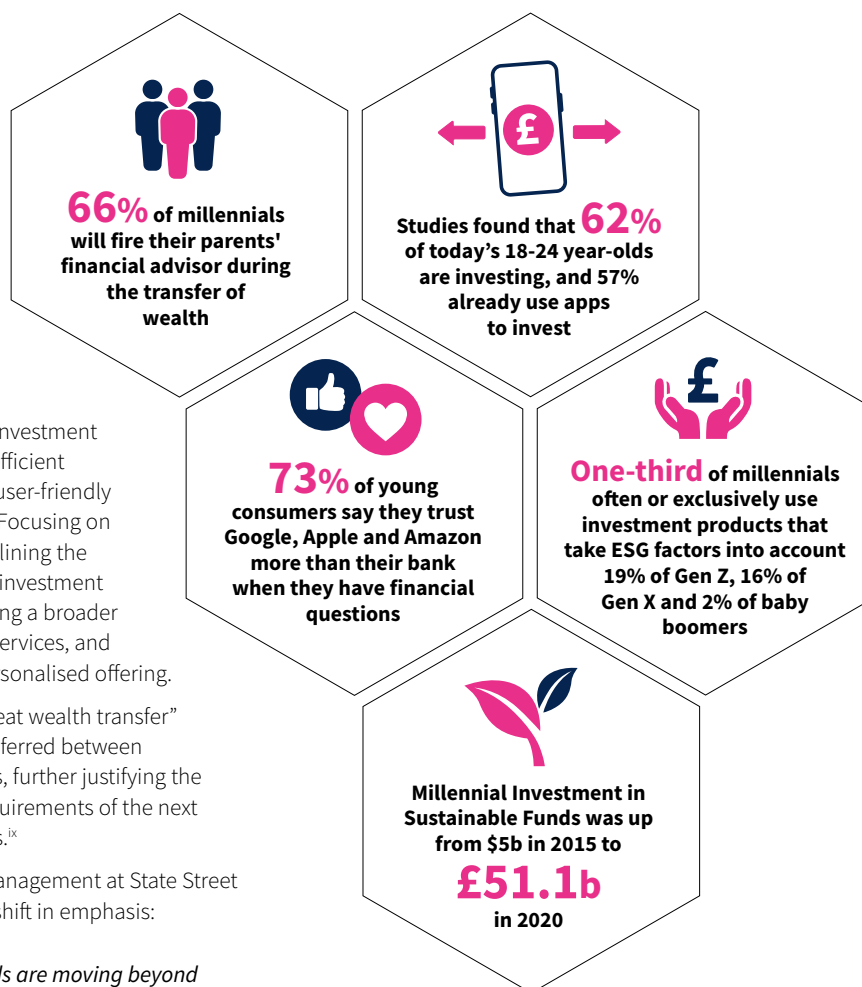 66% of millennials
will fire their parents'
financial advisor during
the transfer of
wealth
£
Studies found that 62%
of today's 18-24 year-olds
are investing, and 57%
already use apps
to invest
73% of young
consumers say they trust
Google, Apple and Amazon
more than their bank
when they have financial
questions
£
One-third of millennials
often or exclusively use
investment products that
take ESG factors into account
19% of Gen Z, 16% of
Gen X and 2% of baby
boomers
Millennial Investment in
Sustainable Funds was up
from $5b in 2015 to
£51.1b
in 2020
nvestment
fficient
user-friendly
Focusing on
lining the
investment
ng a broader
ervices, and
rsonalised offering.
eat wealth transfer”
ferred between
s, further justifying the
quirements of the next
s.ix
anagement at State Street
shift in emphasis:
ds are moving beyond